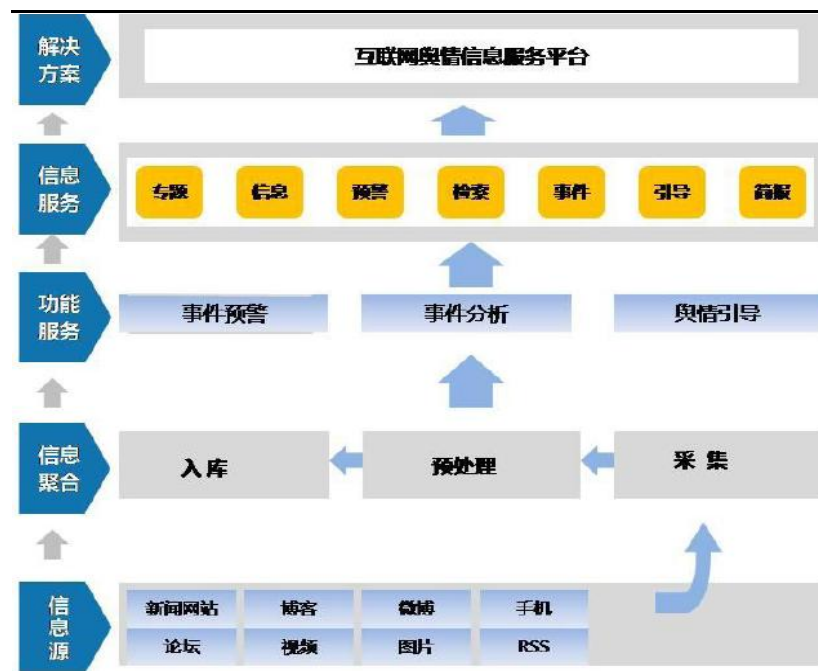 解决
方案
互联网舆情信息服务平台
信息
服务
专题 信息 预警 检索 事件 引导 简报
功能
服务
事件预警 事件分析 舆情引导
信息
聚合
入库 预处理 采 集
信
息
源
新闻网站 博客 微博 手机
论坛 视频 图片 RSS